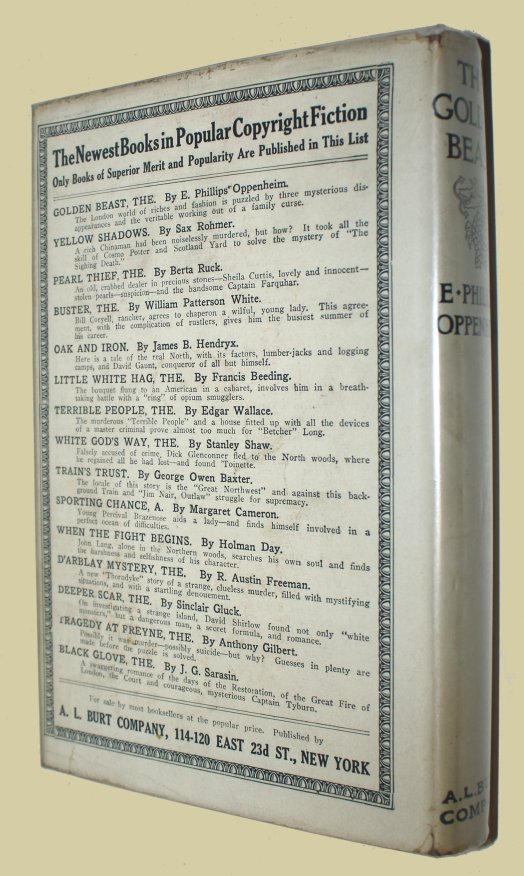 The Newest Books in Popular Copyright Fiction
Only Books of Superior Merit and Popularity Are Published in This List
GOLDEN BEAST, THE. By E. Phillips Oppenheim.
The London world of riches and fashion is puzzled by three mysterious dis-
appearances and the veritable working out of a family curse.
YELLOW SHADOWS. By Sax Rohmer.
A rich Chinaman had been noiselessly murdered, but how? It took all the
skill of Cosmo Potter and Scotland Yard to solve the mystery of "The
Sighing Death."
PEARL THIEF, THE. By Berta Ruck.
An old, crabbed dealer in precious stones—Sheila Curtis, lovely and innocent—
stolen pearls—suspicion—and the handsome Captain Farquhar.
BUSTER, THE. By William Patterson White.
Bill Coryell, rancher, agrees to chaperon a wilful, young lady. This agree-
ment, with the complication of rustlers, gives him the busiest summer of
his career.
OAK AND IRON. By James B. Hendryx.
Here is a tale of the real North, with its factors, lumber-jacks and logging
camps, and David Gaunt, conqueror of all but himself.
LITTLE WHITE HAG, THE. By Francis Beeding.
The bouquet flung to an American in a cabaret, involves him in a breath-
taking battle with a "ring" of opium smugglers.
TERRIBLE PEOPLE, THE. By Edgar Wallace.
The murderous "Terrible People" and a house fitted up with all the devices
of a master criminal prove almost too much for "Betcher" Long.
WHITE GOD'S WAY, THE. By Stanley Shaw.
Falsely accused of crime, Dick Glenconner fled to the North woods, where
he regained all he had lost—and found 'Toinette.
TRAIN'S TRUST. By George Owen Baxter.
The locale of this story is the "Great Northwest" and against this back-
ground Train and "Jim Nair, Outlaw" struggle for supremacy.
SPORTING CHANCE, A. By Margaret Cameron.
Young Percival Brazenose aids a lady—and finds himself involved in a
perfect ocean of difficulties.
WHEN THE FIGHT BEGINS. By Holman Day.
John Lang, alone in the Northern woods, searches his own soul and finds
the harshness and selfishness of his character.
D'ARBLAY MYSTERY, THE. By R. Austin Freeman.
A new "Thorndyke" story of a strange, clueless murder, filled with mystifying
situations, and with a startling denouement.
DEEPER SCAR, THE. By Sinclair Gluck.
On investigating a strange island, David Shirlow found not only "white
monsters," but a dangerous man, a secret formula, and romance.
TRAGEDY AT FREYNE, THE. By Anthony Gilbert.
Possibly it was murder—possibly suicide—but why? Guesses in plenty are
made before the puzzle is solved.
BLACK GLOVE, THE. By J. G. Sarasin.
A swaggering romance of the days of the Restoration, of the Great Fire of
London, the Court and courageous, mysterious Captain Tyburn.
For sale by most booksellers at the popular price. Published by
A. L. BURT COMPANY, 114-120 EAST 23d ST., NEW YORK
TH
GOL
BEA
E·PHIL
OPPEN
A.L.B
COMP